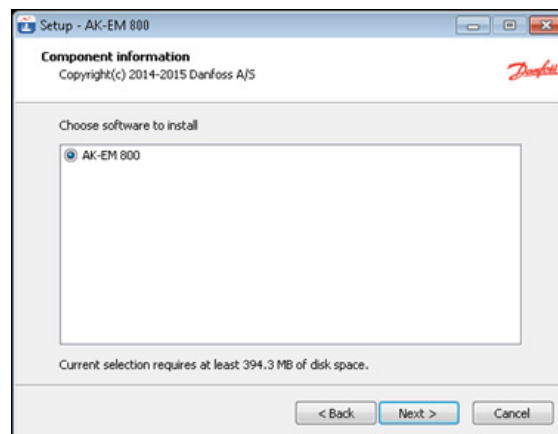 Setup - AK-EM 800
Component information
Copyright(c) 2014-2015 Danfoss A/S
Danfoss
Choose software to install
AK-EM 800
Current selection requires at least 394.3 MB of disk space.
< Back
Next >
Cancel